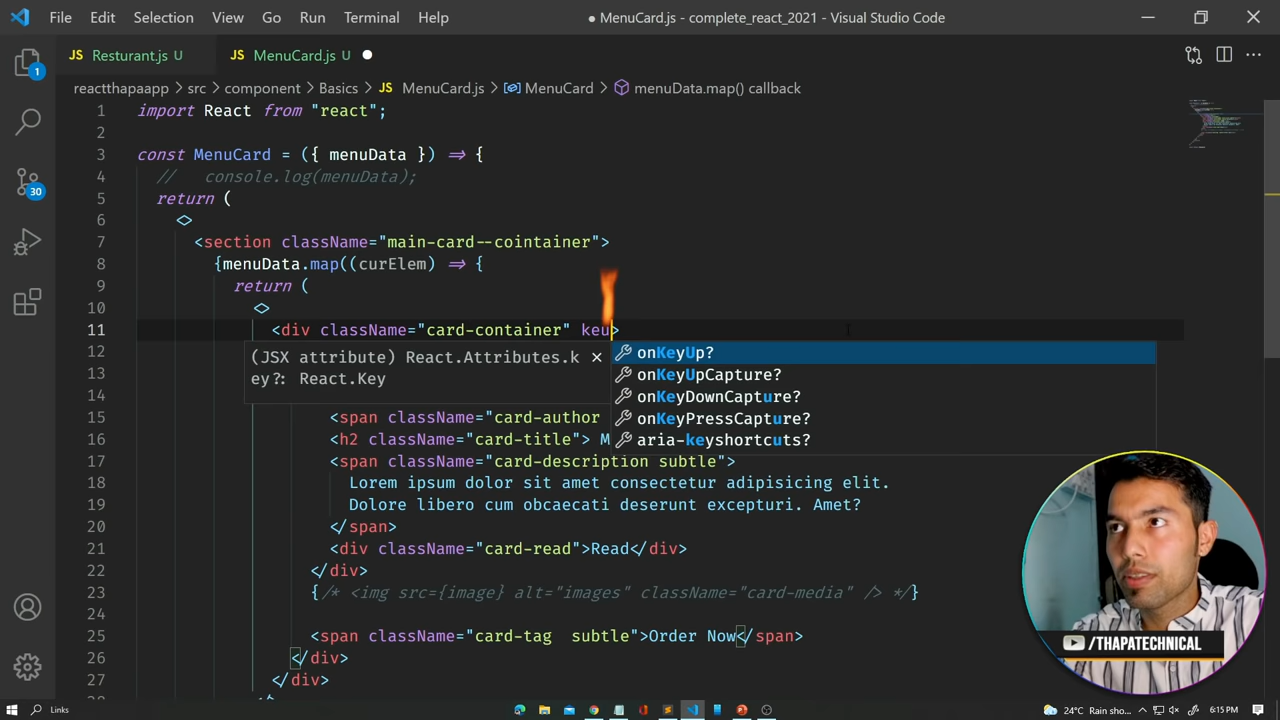 File Edit Selection View Go Run Terminal Help
● MenuCard.js - complete_react_2021 - Visual Studio Code
JS Resturant.js U
JS MenuCard.js U
reactthapaapp > src > component > Basics > JS MenuCard.js > MenuCard > menuData.map() callback
1 import React from "react";
2
3 const MenuCard = ({ menuData }) => {
4 // console.log(menuData);
5 return (
6 <>
7 <section className="main-card--cointainer">
8 {menuData.map((curElem) => {
9 return (
10 <>
11 <div className="card-container" keu>
12
13
15 <span className="card-author
16 <h2 className="card-title"> M
17 <span className="card-description subtle">
18 Lorem ipsum dolor sit amet consectetur adipisicing elit.
19 Dolore libero cum obcaecati deserunt excepturi. Amet?
20 </span>
21 <div className="card-read">Read</div>
22 </div>
23 {/* <img src={image} alt="images" className="card-media" /> */}
24
25 <span className="card-tag  subtle">Order Now</span>
26 </div>
27 </div>
(JSX attribute) React.Attributes.k
ey?: React.Key
onKeyUp?
onKeyUpCapture?
onKeyDownCapture?
onKeyPressCapture?
aria-keyshortcuts?
1
30
/THAPATECHNICAL
Links
24°C Rain sho...
6:15 PM